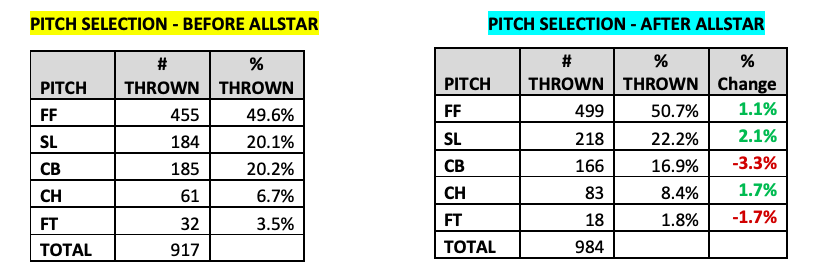 PITCH SELECTION - BEFORE ALLSTAR
PITCH # THROWN % THROWN
FF 455 49.6%
SL 184 20.1%
CB 185 20.2%
CH 61 6.7%
FT 32 3.5%
TOTAL 917
PITCH SELECTION - AFTER ALLSTAR
PITCH # THROWN % THROWN % Change
FF 499 50.7% 1.1%
SL 218 22.2% 2.1%
CB 166 16.9% -3.3%
CH 83 8.4% 1.7%
FT 18 1.8% -1.7%
TOTAL 984